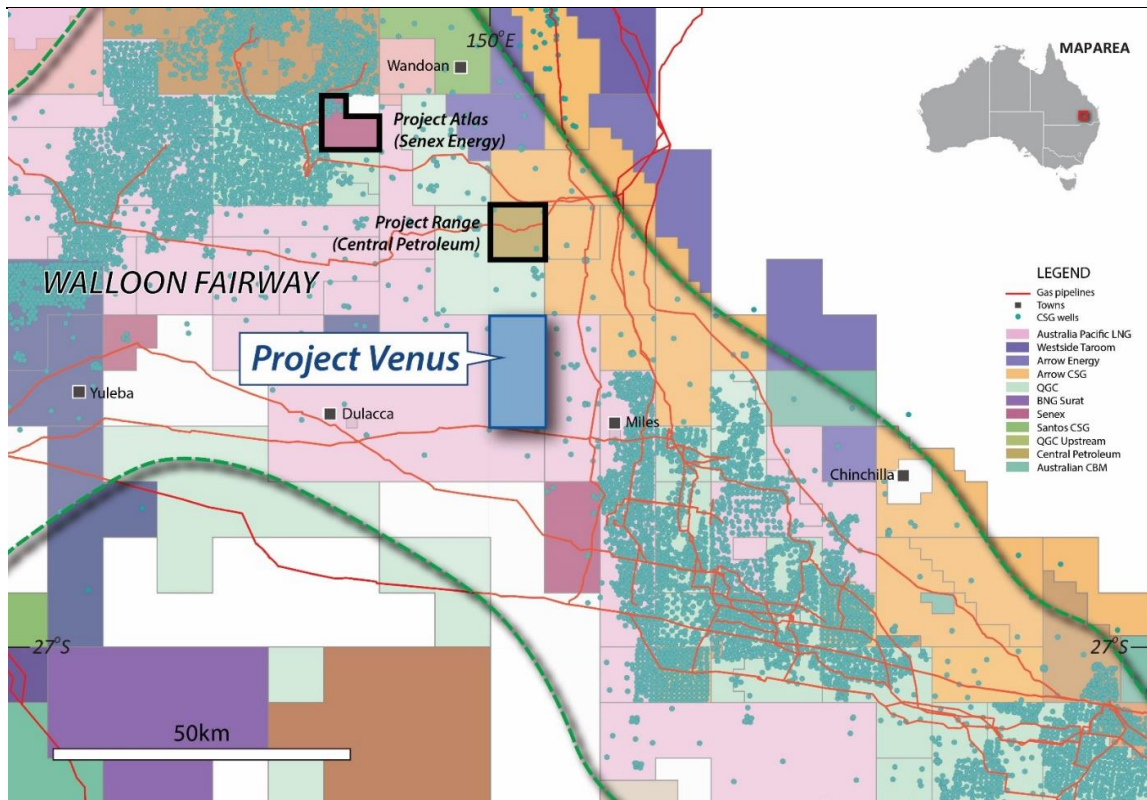 150°E
MAPAREA
Wandoan
Project Atlas
(Senex Energy)
Project Range
(Central Petroleum)
WALLOON FAIRWAY
Project Venus
Yuleba
Dulacca
Miles
Chinchilla
LEGEND
Gas pipelines
Towns
CSG wells
Australia Pacific LNG
Westside Taroom
Arrow Energy
Arrow CSG
QGC
BNG Surat
Senex
Santos CSG
QGC Upstream
Central Petroleum
Australian CBM
27°S
27°S
50km